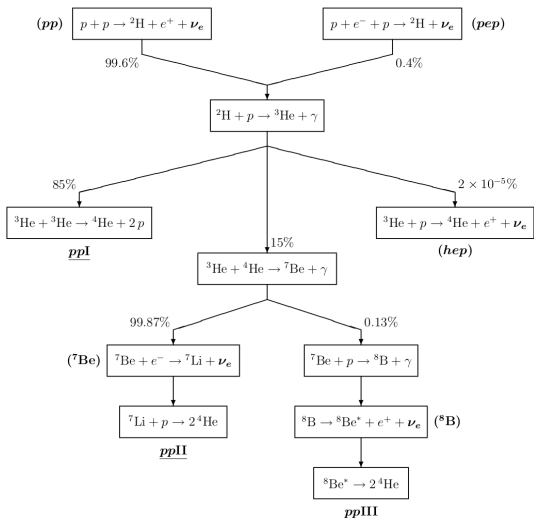 (pp) p + p → ²H + e⁺ + νₑ p + e⁻ + p → ²H + νₑ (pep)
99.6% 0.4%
²H + p → ³He + γ
85% 2 × 10⁻⁵%
³He + ³He → ⁴He + 2 p ³He + p → ⁴He + e⁺ + νₑ
ppI (hep)
15%
³He + ⁴He → ⁷Be + γ
99.87% 0.13%
(⁷Be) ⁷Be + e⁻ → ⁷Li + νₑ ⁷Be + p → ⁸B + γ
⁷Li + p → 2 ⁴He ⁸B → ⁸Be* + e⁺ + νₑ (⁸B)
ppII
⁸Be* → 2 ⁴He
ppIII